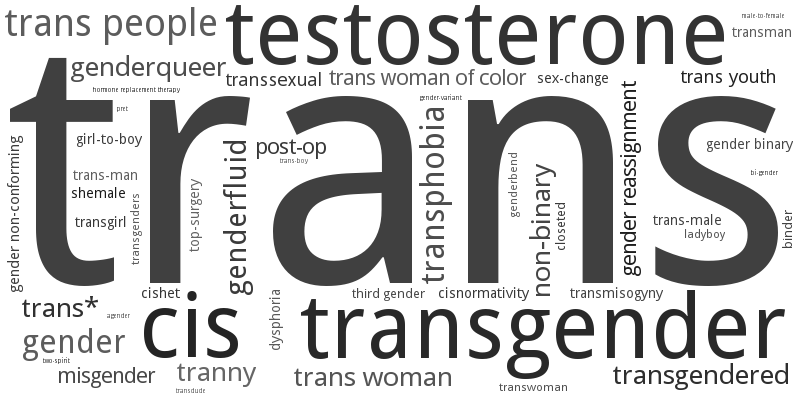 trans people
testosterone
male-to-female
transman
genderqueer
transsexual
trans woman of color
sex-change
trans youth
hormone replacement therapy
trans
gender-variant
pret
girl-to-boy
post-op
trans-boy
gender binary
gender non-conforming
trans-man
shemale
transgenders
top-surgery
genderfluid
transphobia
genderbend
non-binary
closeted
gender reassignment
bi-gender
transgirl
trans-male
ladyboy
binder
cishet
third gender
cisnormativity
transmisogyny
trans*
agender
cis
dysphoria
transgender
gender
two-spirit
misgender
tranny
transdude
trans woman
transwoman
transgendered